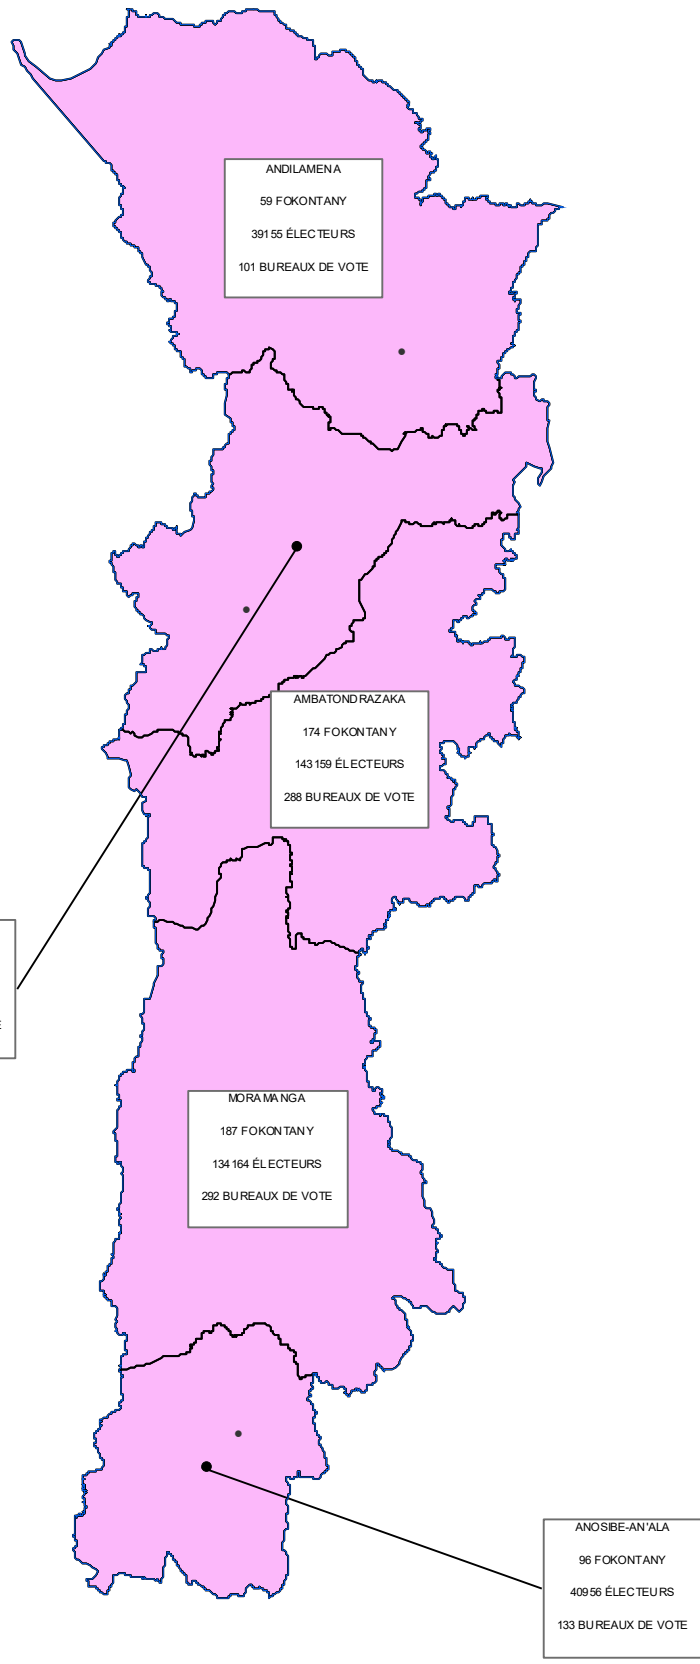 ANDILAMENA
59 FOKONTANY
39155 ÉLECTEURS
101 BUREAUX DE VOTE
AMBATONDRAZAKA
174 FOKONTANY
143159 ÉLECTEURS
288 BUREAUX DE VOTE
MORAMANGA
187 FOKONTANY
134164 ÉLECTEURS
292 BUREAUX DE VOTE
ANOSIBE-AN'ALA
96 FOKONTANY
40956 ÉLECTEURS
133 BUREAUX DE VOTE